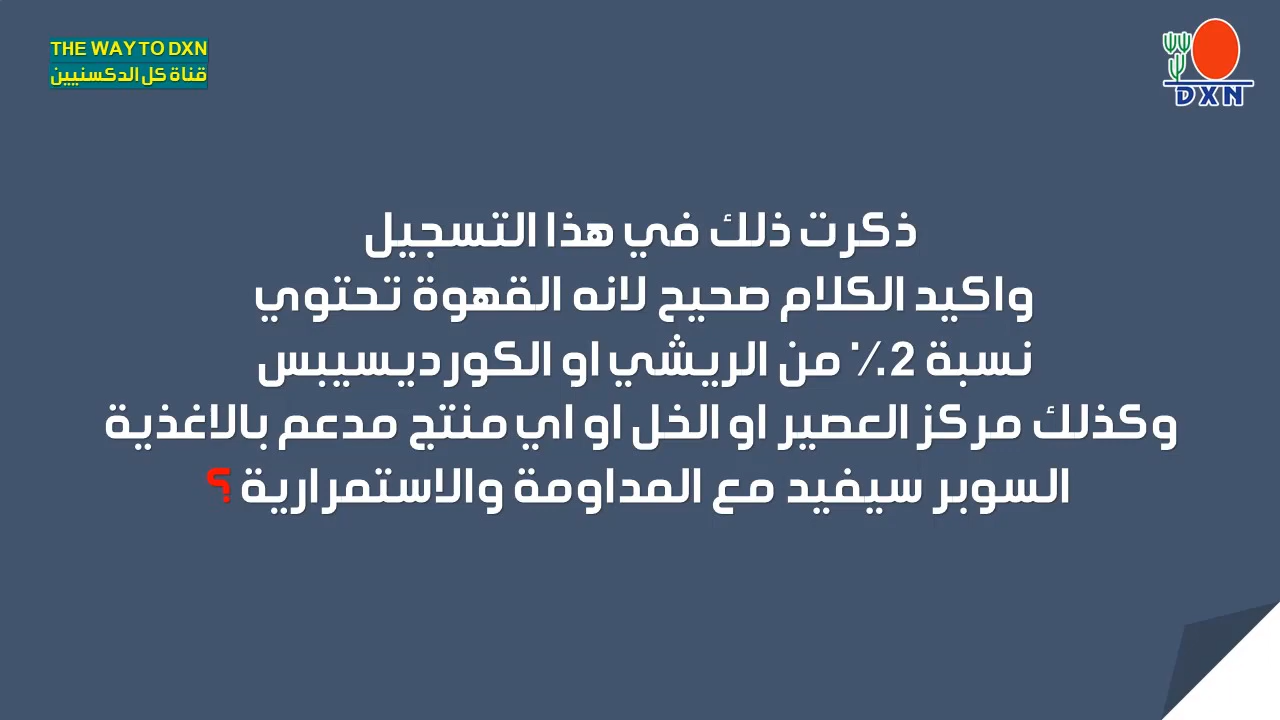 THE WAY TO DXN
قناة كل الدكسنيين
DXN
ذكرت ذلك في هذا التسجيل
واكيد الكلام صحيح لانه القهوة تحتوي
نسبة 2٪ من الريشي او الكورديسيبس
وكذلك مركز العصير او الخل او اي منتج مدعم بالاغذية
السوبر سيفيد مع المداومة والاستمرارية ؟